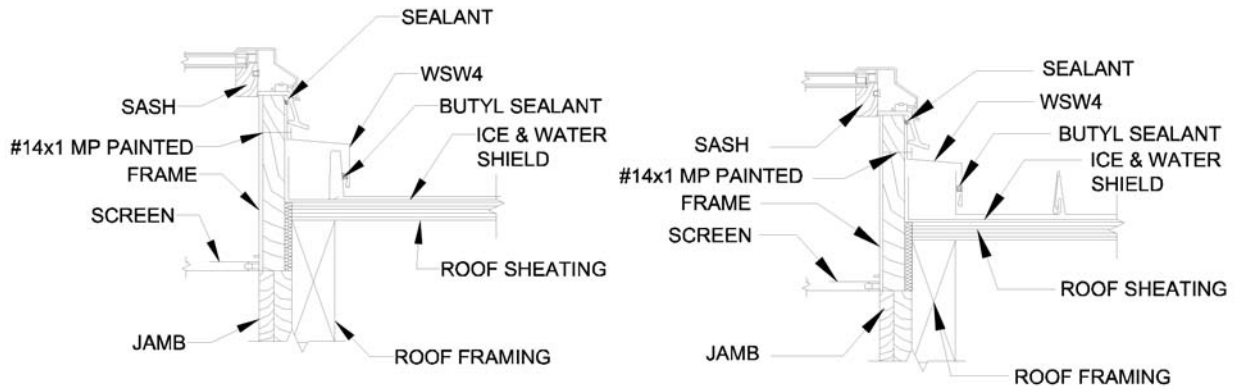 SEALANT
WSW4
SASH
BUTYL SEALANT
#14x1 MP PAINTED
ICE & WATER
SHIELD
FRAME
SCREEN
ROOF SHEATING
JAMB
ROOF FRAMING
SEALANT
WSW4
SASH
BUTYL SEALANT
#14x1 MP PAINTED
ICE & WATER
SHIELD
FRAME
SCREEN
ROOF SHEATING
JAMB
ROOF FRAMING